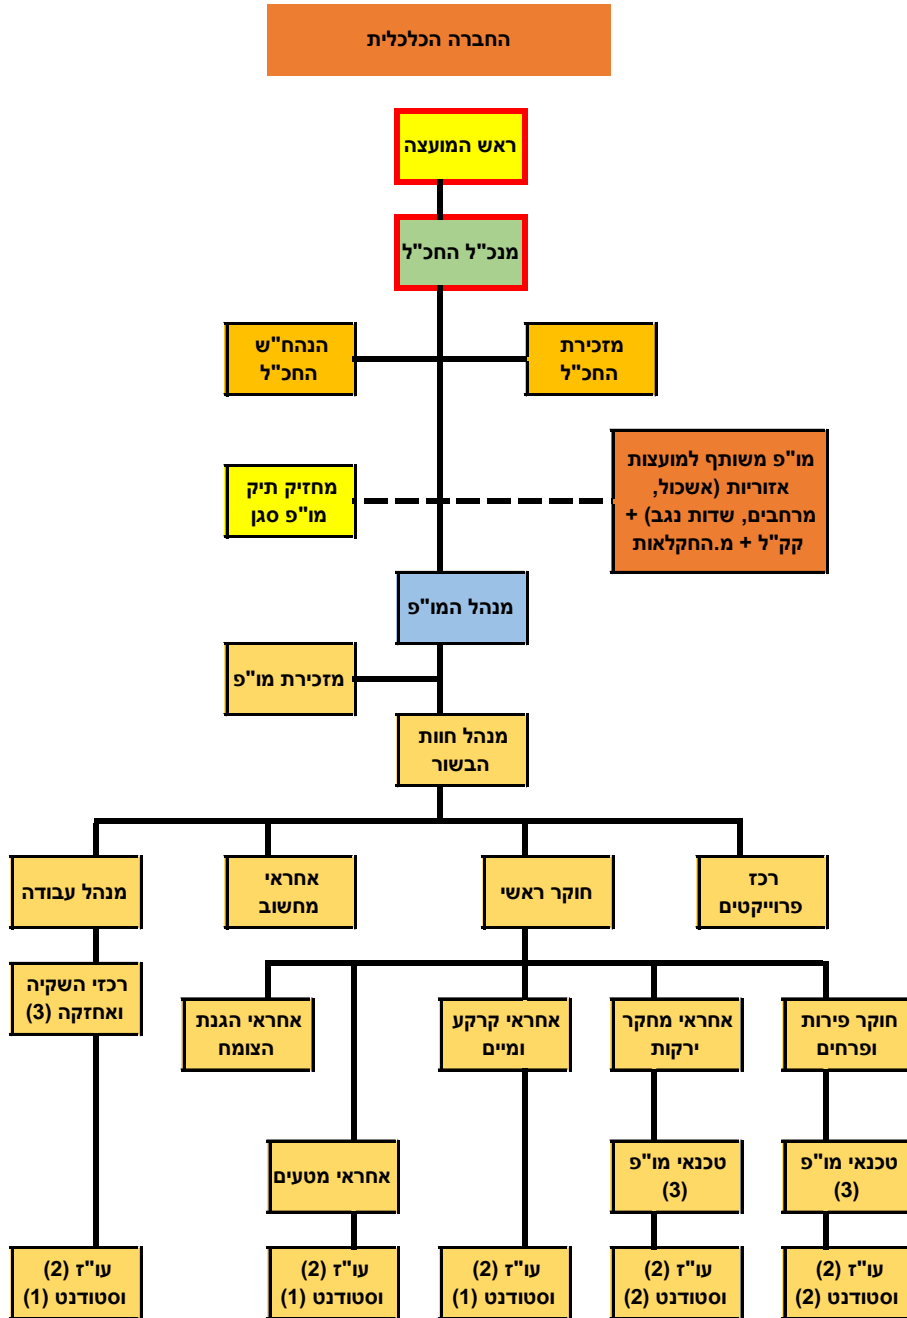 החברה הכלכלית
ראש המועצה
מנכ"ל החכ"ל
מזכירת
החכ"ל
הנהח"ש
החכ"ל
מו"פ משותף למועצות
אזוריות (אשכול,
מרחבים, שדות נגב) +
קק"ל + מ.החקלאות
מחזיק תיק
מו"פ סגן
מנהל המו"פ
מזכירת מו"פ
מנהל חוות
הבשור
רכז
פרוייקטים
חוקר ראשי
אחראי
מחשוב
מנהל עבודה
חוקר פירות
ופרחים
אחראי מחקר
ירקות
אחראי קרקע
ומיים
אחראי הגנת
הצומח
רכזי השקיה
ואחזקה (3)
טכנאי מו"פ
(3)
טכנאי מו"פ
(3)
אחראי מטעים
עו"ז (2)
וסטודנט (2)
עו"ז (2)
וסטודנט (2)
עו"ז (2)
וסטודנט (1)
עו"ז (2)
וסטודנט (1)
עו"ז (2)
וסטודנט (1)